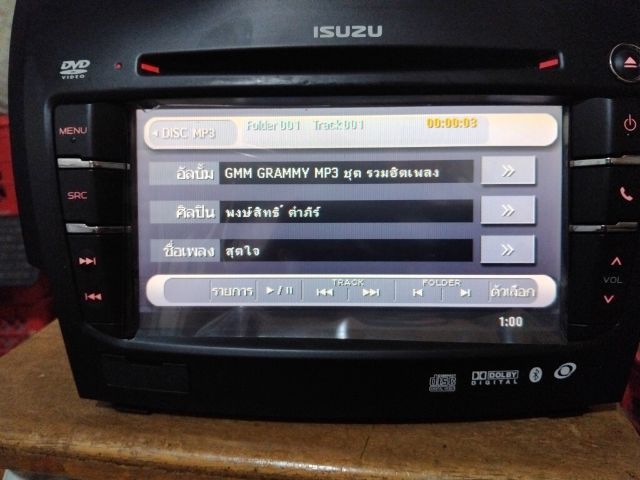 ISUZU
DVD
VIDEO
MENU
DISC MP3
Folder 001 Track 001 00:00:03
อัลบั้ม GMM GRAMMY MP3 ชุด รวมฮิตเพลง
SRC
ศิลปิน พงษ์สิทธิ์ คำภีร์
ชื่อเพลง สุดใจ
VOL
TRACK FOLDER
รายการ ตัวเลือก
1:00
disc
DOLBY
DIGITAL